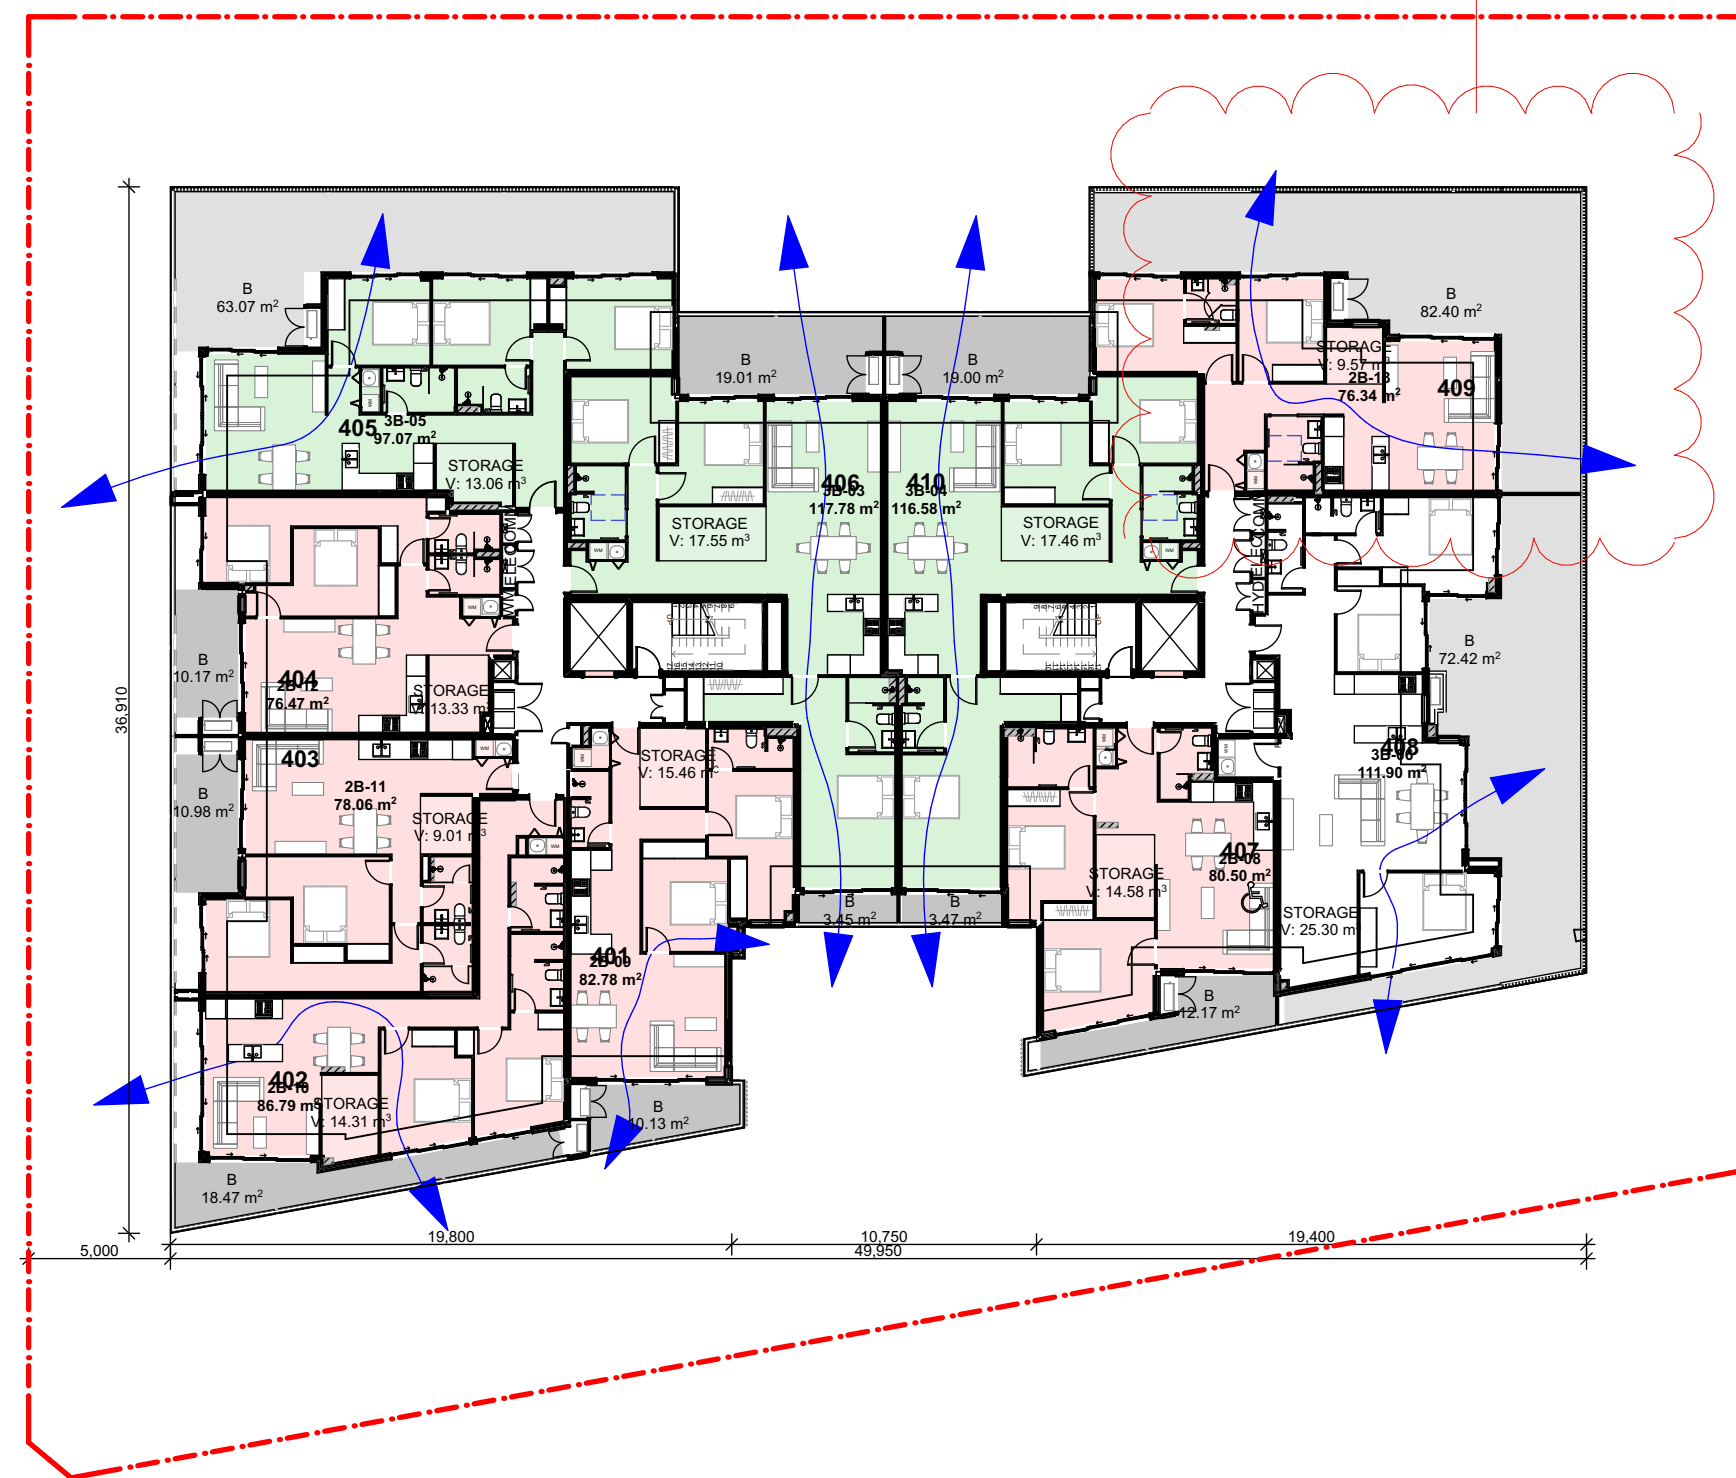 B
63.07 m²
B
82.40 m²
B
19.01 m²
B
19.00 m²
STORAGE
V: 9.57 m³
2B-13
76.34 m²
409
405
3B-05
97.07 m²
STORAGE
V: 13.06 m³
406
3B-03
117.78 m²
410
3B-04
116.58 m²
STORAGE
V: 17.55 m³
STORAGE
V: 17.46 m³
WM
WM
WM
WM
WM
B
10.17 m²
404
2B-12
76.47 m²
STORAGE
V: 13.33 m³
UP
UP
B
72.42 m²
36,910
403
2B-11
78.06 m²
B
10.98 m²
STORAGE
V: 9.01 m³
STORAGE
V: 15.46 m³
408
3B-06
111.90 m²
407
2B-08
80.50 m²
STORAGE
V: 14.58 m³
B
3.45 m²
B
3.47 m²
STORAGE
V: 25.30 m³
401
2B-09
82.78 m²
B
12.17 m²
402
2B-10
86.79 m²
STORAGE
V: 14.31 m³
B
10.13 m²
B
18.47 m²
5,000
19,800
10,750
49,950
19,400